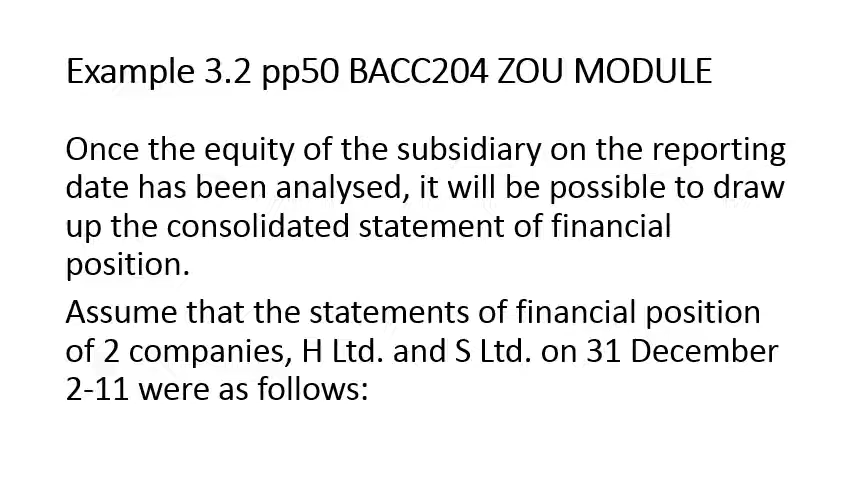 Example 3.2 pp50 BACC204 ZOU MODULE
Once the equity of the subsidiary on the reporting
date has been analysed, it will be possible to draw
up the consolidated statement of financial
position.
Assume that the statements of financial position
of 2 companies, H Ltd. and S Ltd. on 31 December
2-11 were as follows: